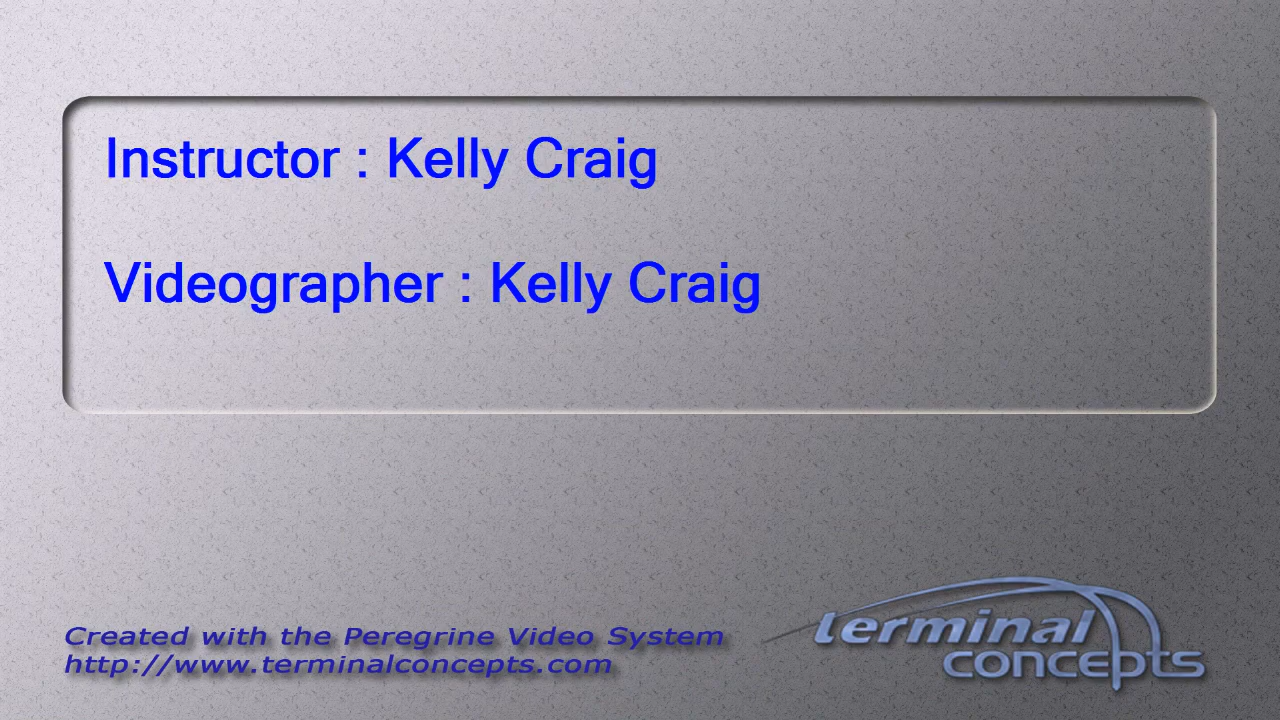 Instructor : Kelly Craig
Videographer : Kelly Craig
Created with the Peregrine Video System
http://www.terminalconcepts.com
terminal
concepts